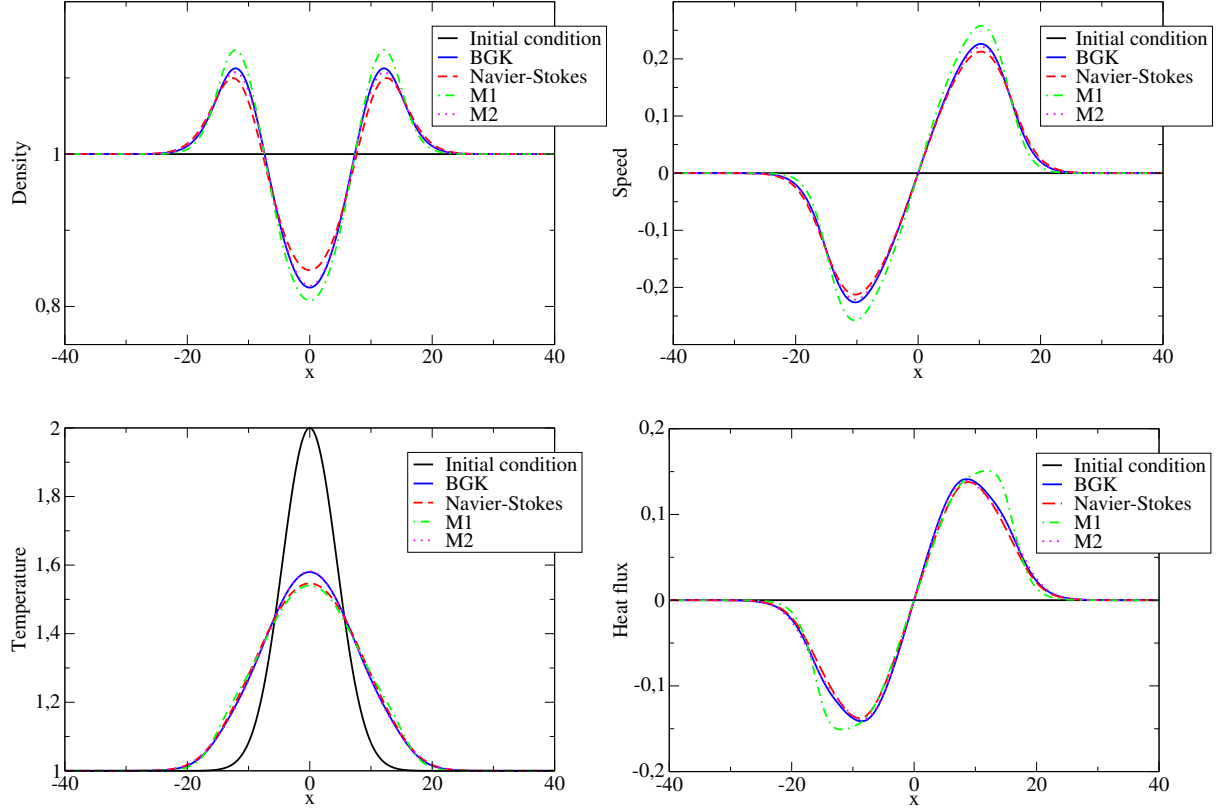 Initial condition
BGK
Navier-Stokes
M1
M2
1
0.8
Density
-40 -20 0 20 40
x
Initial condition
BGK
Navier-Stokes
M1
M2
0,2
0,1
0
-0,1
-0,2
Speed
-40 -20 0 20 40
x
Initial condition
BGK
Navier-Stokes
M1
M2
2
1.8
1.6
1.4
1.2
1
Temperature
-40 -20 0 20 40
x
Initial condition
BGK
Navier-Stokes
M1
M2
0,2
0,1
0
-0,1
-0,2
Heat flux
-40 -20 0 20 40
x